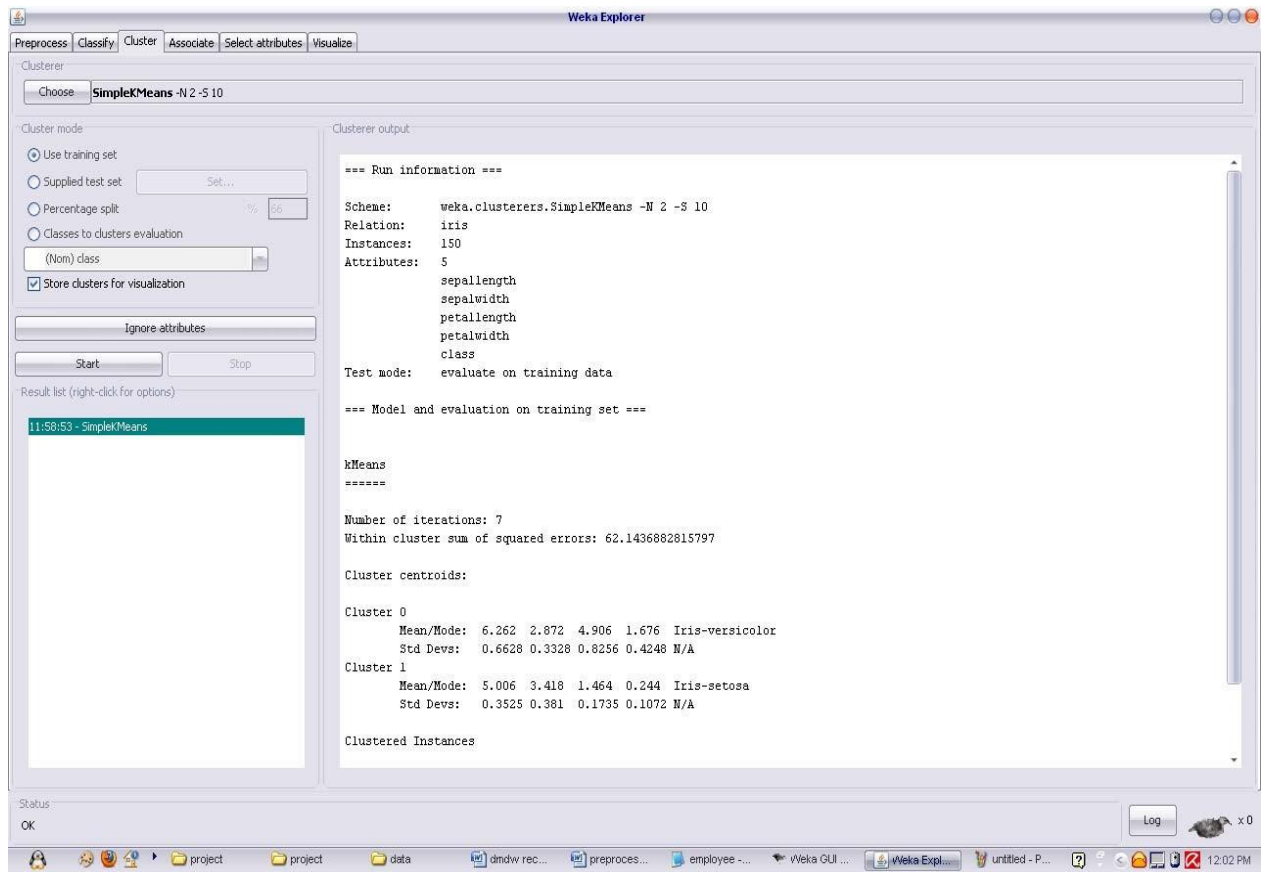 Weka Explorer
Preprocess Classify Cluster Associate Select attributes Visualize
Clusterer
Choose SimpleKMeans -N 2 -S 10
Cluster mode
Use training set
Supplied test set Set...
Percentage split % 66
Classes to clusters evaluation
(Nom) class
Store clusters for visualization
Ignore attributes
Start Stop
Result list (right-click for options)
11:58:53 - SimpleKMeans
Clusterer output
=== Run information ===
Scheme: weka.clusterers.SimpleKMeans -N 2 -S 10
Relation: iris
Instances: 150
Attributes: 5
sepallength
sepalwidth
petallength
petalwidth
class
Test mode: evaluate on training data
=== Model and evaluation on training set ===
kMeans
======
Number of iterations: 7
Within cluster sum of squared errors: 62.1436882815797
Cluster centroids:
Cluster 0
Mean/Mode: 6.262 2.872 4.906 1.676 Iris-versicolor
Std Devs: 0.6628 0.3328 0.8256 0.4248 N/A
Cluster 1
Mean/Mode: 5.006 3.418 1.464 0.244 Iris-setosa
Std Devs: 0.3525 0.381 0.1735 0.1072 N/A
Clustered Instances
Status
OK
Log x 0
project project data dmdw rec... preproces... employee -... Weka GUI ... Weka Expl... untitled - P... 12:02 PM